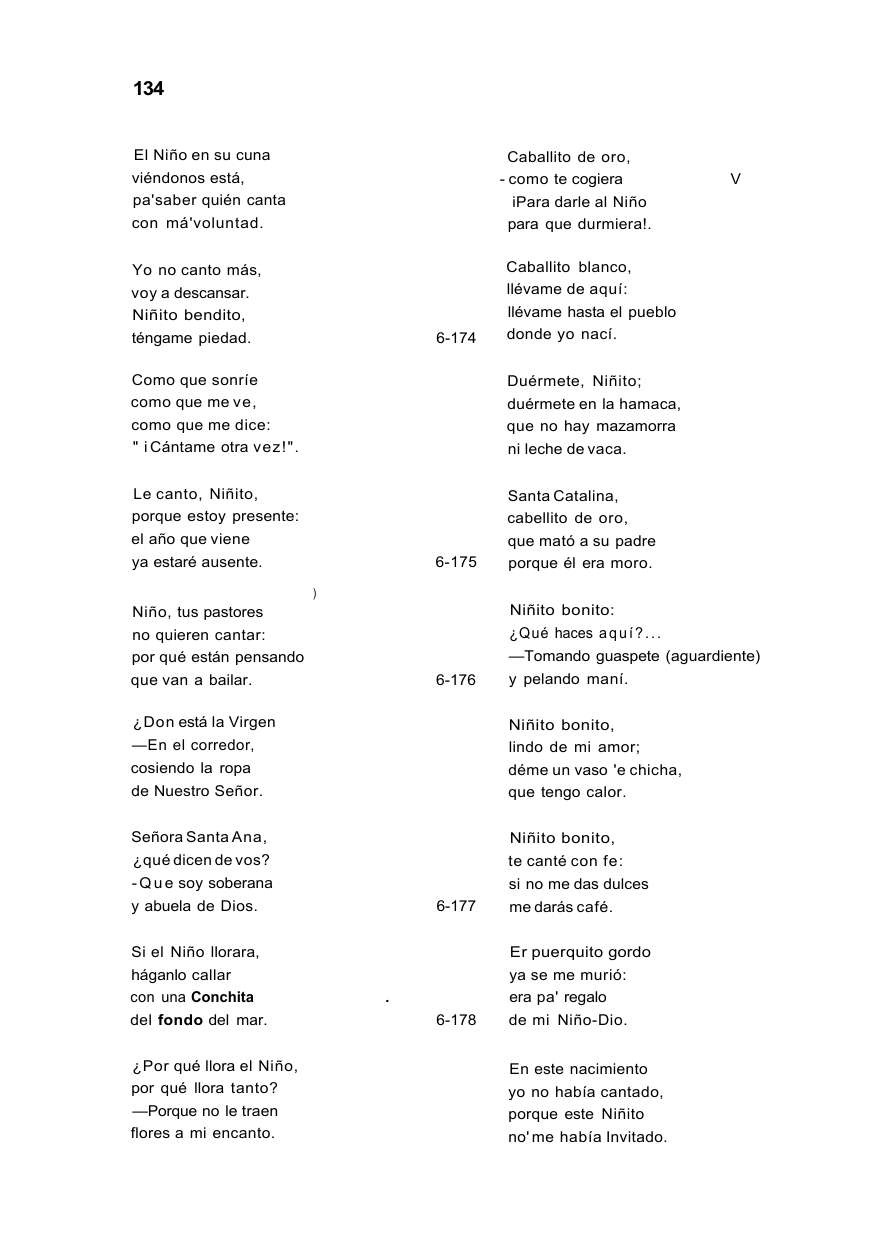 134
El Niño en su cuna
viéndonos está,
pa'saber quién canta
con má'voluntad.
Yo no canto más,
voy a descansar.
Niñito bendito,
téngame piedad.
Como que sonríe
como que me ve,
como que me dice:
" ¡Cántame otra vez!".
Le canto, Niñito,
porque estoy presente:
el año que viene
ya estaré ausente.
)
Niño, tus pastores
no quieren cantar:
por qué están pensando
que van a bailar.
¿Don está la Virgen
—En el corredor,
cosiendo la ropa
de Nuestro Señor.
Señora Santa Ana,
¿qué dicen de vos?
-Que soy soberana
y abuela de Dios.
Si el Niño llorara,
háganlo callar
con una Conchita .
del fondo del mar.
¿Por qué llora el Niño,
por qué llora tanto?
—Porque no le traen
flores a mi encanto.
Caballito de oro,
- como te cogiera V
¡Para darle al Niño
para que durmiera!.
Caballito blanco,
llévame de aquí:
llévame hasta el pueblo
6-174 donde yo nací.
Duérmete, Niñito;
duérmete en la hamaca,
que no hay mazamorra
ni leche de vaca.
Santa Catalina,
cabellito de oro,
que mató a su padre
6-175 porque él era moro.
Niñito bonito:
¿Qué haces aquí?...
—Tomando guaspete (aguardiente)
6-176 y pelando maní.
Niñito bonito,
lindo de mi amor;
déme un vaso 'e chicha,
que tengo calor.
Niñito bonito,
te canté con fe:
si no me das dulces
6-177 me darás café.
Er puerquito gordo
ya se me murió:
era pa' regalo
6-178 de mi Niño-Dio.
En este nacimiento
yo no había cantado,
porque este Niñito
no' me había Invitado.